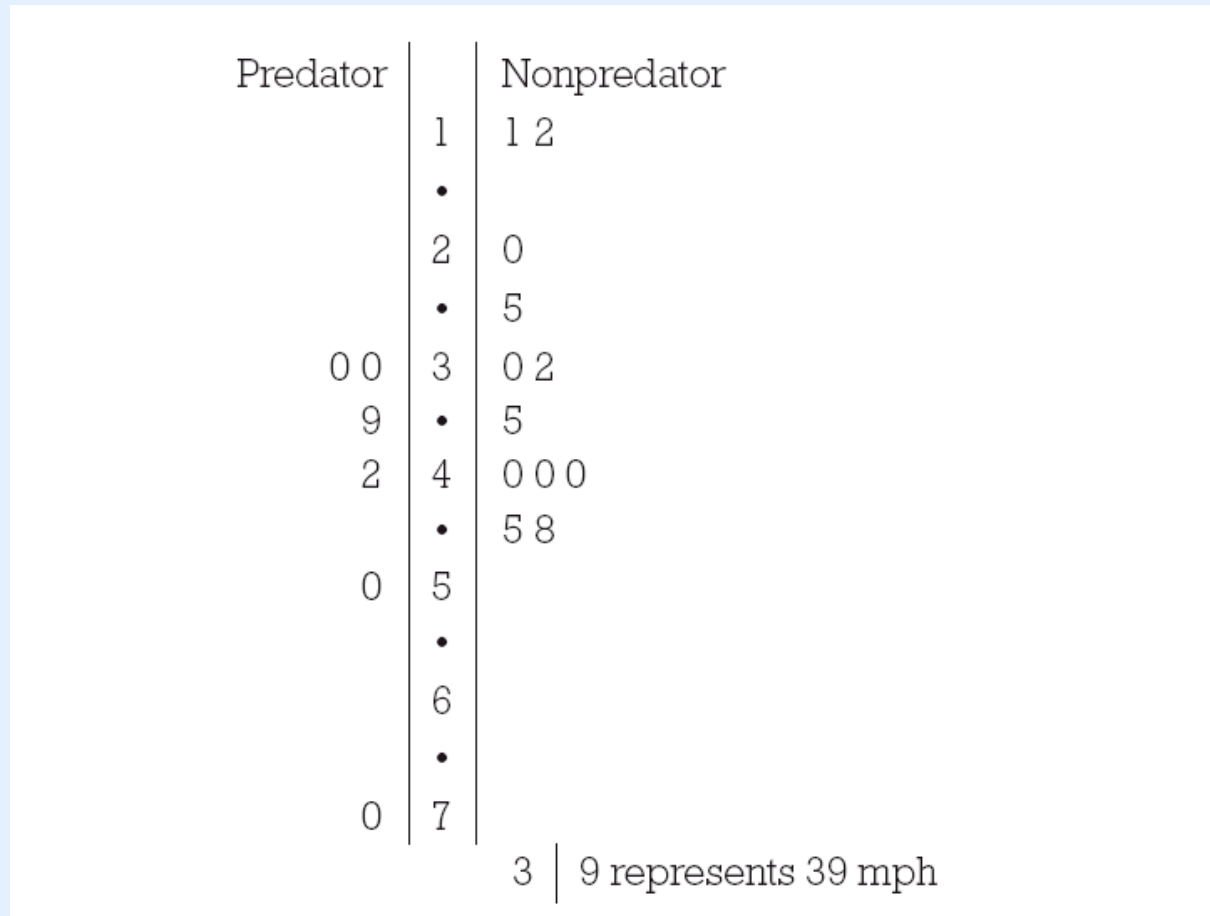 Predator Nonpredator
1 1 2
•
2 0
• 5
0 0 3 0 2
9 • 5
2 4 0 0 0
• 5 8
0 5
•
6
•
0 7
3 | 9 represents 39 mph